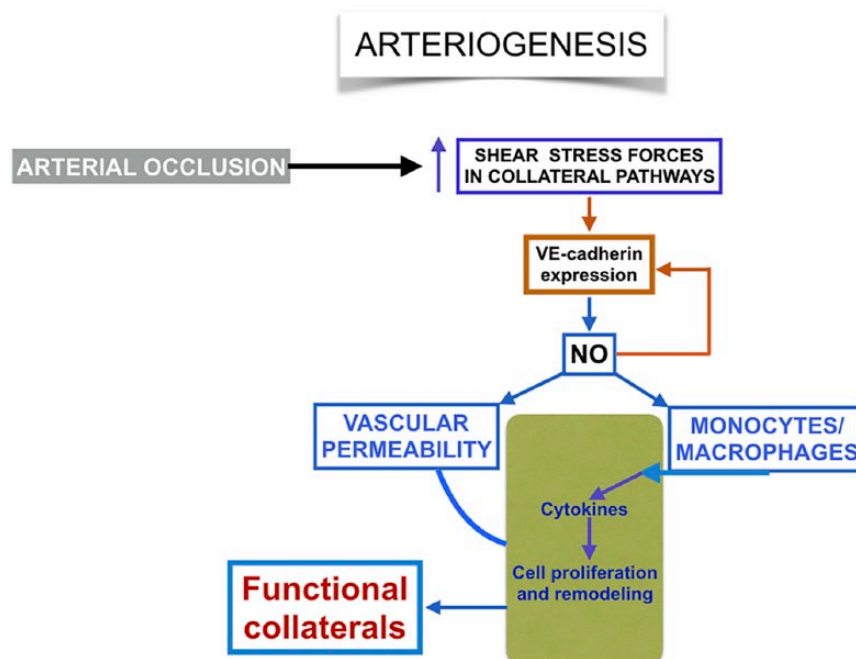 ARTERIOGENESIS
ARTERIAL OCCLUSION
SHEAR STRESS FORCES
IN COLLATERAL PATHWAYS
VE-cadherin
expression
NO
VASCULAR
PERMEABILITY
MONOCYTES/
MACROPHAGES
Cytokines
Cell proliferation
and remodeling
Functional
collaterals